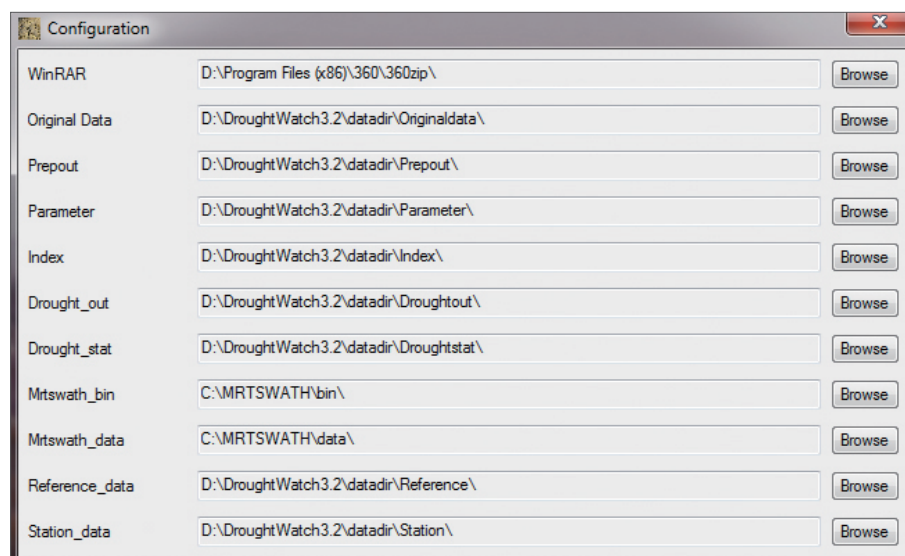 Configuration
WinRAR D:\Program Files (x86)\360\360zip\ Browse
Original Data D:\DroughtWatch3.2\datadir\Originaldata\ Browse
Prepout D:\DroughtWatch3.2\datadir\Prepout\ Browse
Parameter D:\DroughtWatch3.2\datadir\Parameter\ Browse
Index D:\DroughtWatch3.2\datadir\Index\ Browse
Drought_out D:\DroughtWatch3.2\datadir\Droughtout\ Browse
Drought_stat D:\DroughtWatch3.2\datadir\Droughtstat\ Browse
Mrtswath_bin C:\MRTSWATH\bin\ Browse
Mrtswath_data C:\MRTSWATH\data\ Browse
Reference_data D:\DroughtWatch3.2\datadir\Reference\ Browse
Station_data D:\DroughtWatch3.2\datadir\Station\ Browse